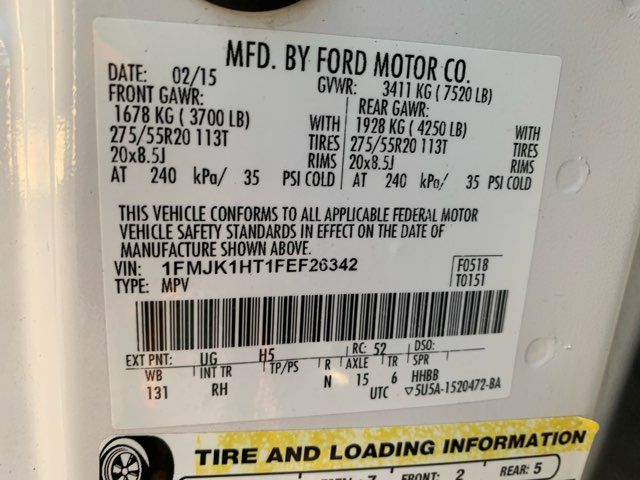 MFD. BY FORD MOTOR CO.
DATE: 02/15 GVWR: 3411 KG ( 7520 LB)
FRONT GAWR: REAR GAWR:
1678 KG ( 3700 LB) WITH 1928 KG ( 4250 LB) WITH
275/55R20 113T TIRES 275/55R20 113T TIRES
20x8.5J RIMS 20x8.5J RIMS
AT 240 kPa/ 35 PSI COLD AT 240 kPa/ 35 PSI COLD
THIS VEHICLE CONFORMS TO ALL APPLICABLE FEDERAL MOTOR
VEHICLE SAFETY STANDARDS IN EFFECT ON THE DATE OF
MANUFACTURE SHOWN ABOVE.
VIN: 1FMJK1HT1FEF26342 F0518
TYPE: MPV T0151
EXT PNT: UG H5 RC: 52 DSO:
WB INT TR TP/PS R AXLE TR SPR
131 RH N 15 6 HHBB
UTC ▽5U5A-1520472-BA
TIRE AND LOADING INFORMATION
7 FRONT: 2 REAR: 5